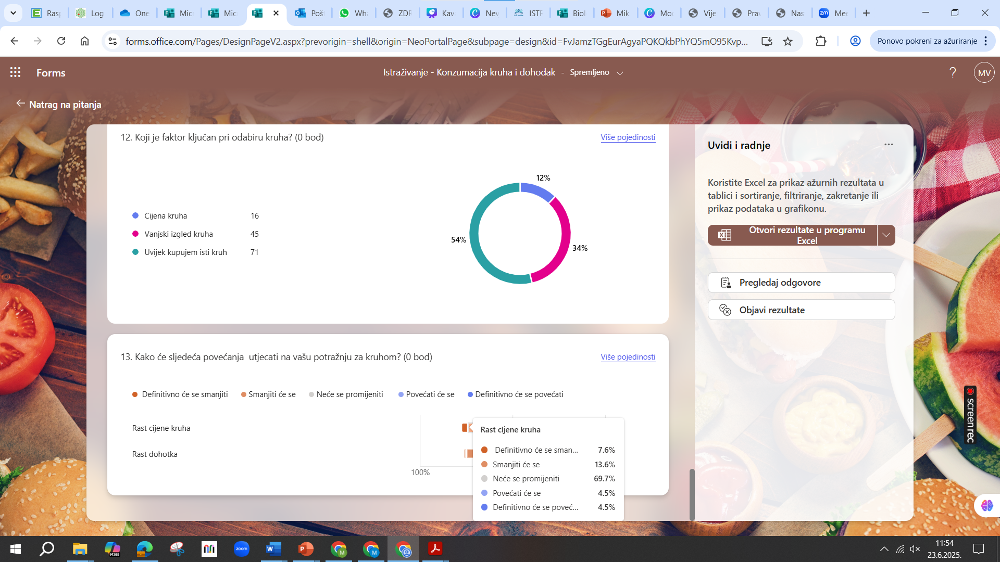 Rasp
Log
One
Mic
Mic
Poš
Wha
ZDF
Kav
Nev
ISTR
Biol
Mik
Mod
Vije
Prav
Nas
Mee
forms.office.com/Pages/DesignPageV2.aspx?prevorigin=shell&origin=NeoPortalPage&subpage=design&id=FvJamzTGgEurAgyaPQKQkbPhYQ5mO95Kvp...
Ponovo pokreni za ažuriranje
Forms
Istraživanje - Konzumacija kruha i dohodak - Spremljeno
?
MV
Natrag na pitanja
12. Koji je faktor ključan pri odabiru kruha? (0 bod)
Više pojedinosti
Cijena kruha 16
Vanjski izgled kruha 45
Uvijek kupujem isti kruh 71
12%
34%
54%
13. Kako će sljedeća povećanja  utjecati na vašu potražnju za kruhom? (0 bod)
Više pojedinosti
Definitivno će se smanjiti
Smanjiti će se
Neće se promijeniti
Povećati će se
Definitivno će se povećati
Rast cijene kruha
Rast dohotka
100%
Rast cijene kruha
Definitivno će se sman... 7.6%
Smanjiti će se 13.6%
Neće se promijeniti 69.7%
Povećati će se 4.5%
Definitivno će se poveć... 4.5%
Uvidi i radnje
Koristite Excel za prikaz ažurnih rezultata u
tablici i sortiranje, filtriranje, zakretanje ili
prikaz podataka u grafikonu.
Otvori rezultate u programu
Excel
Pregledaj odgovore
Objavi rezultate
screenrec
M365
zoom
11:54
23.6.2025.